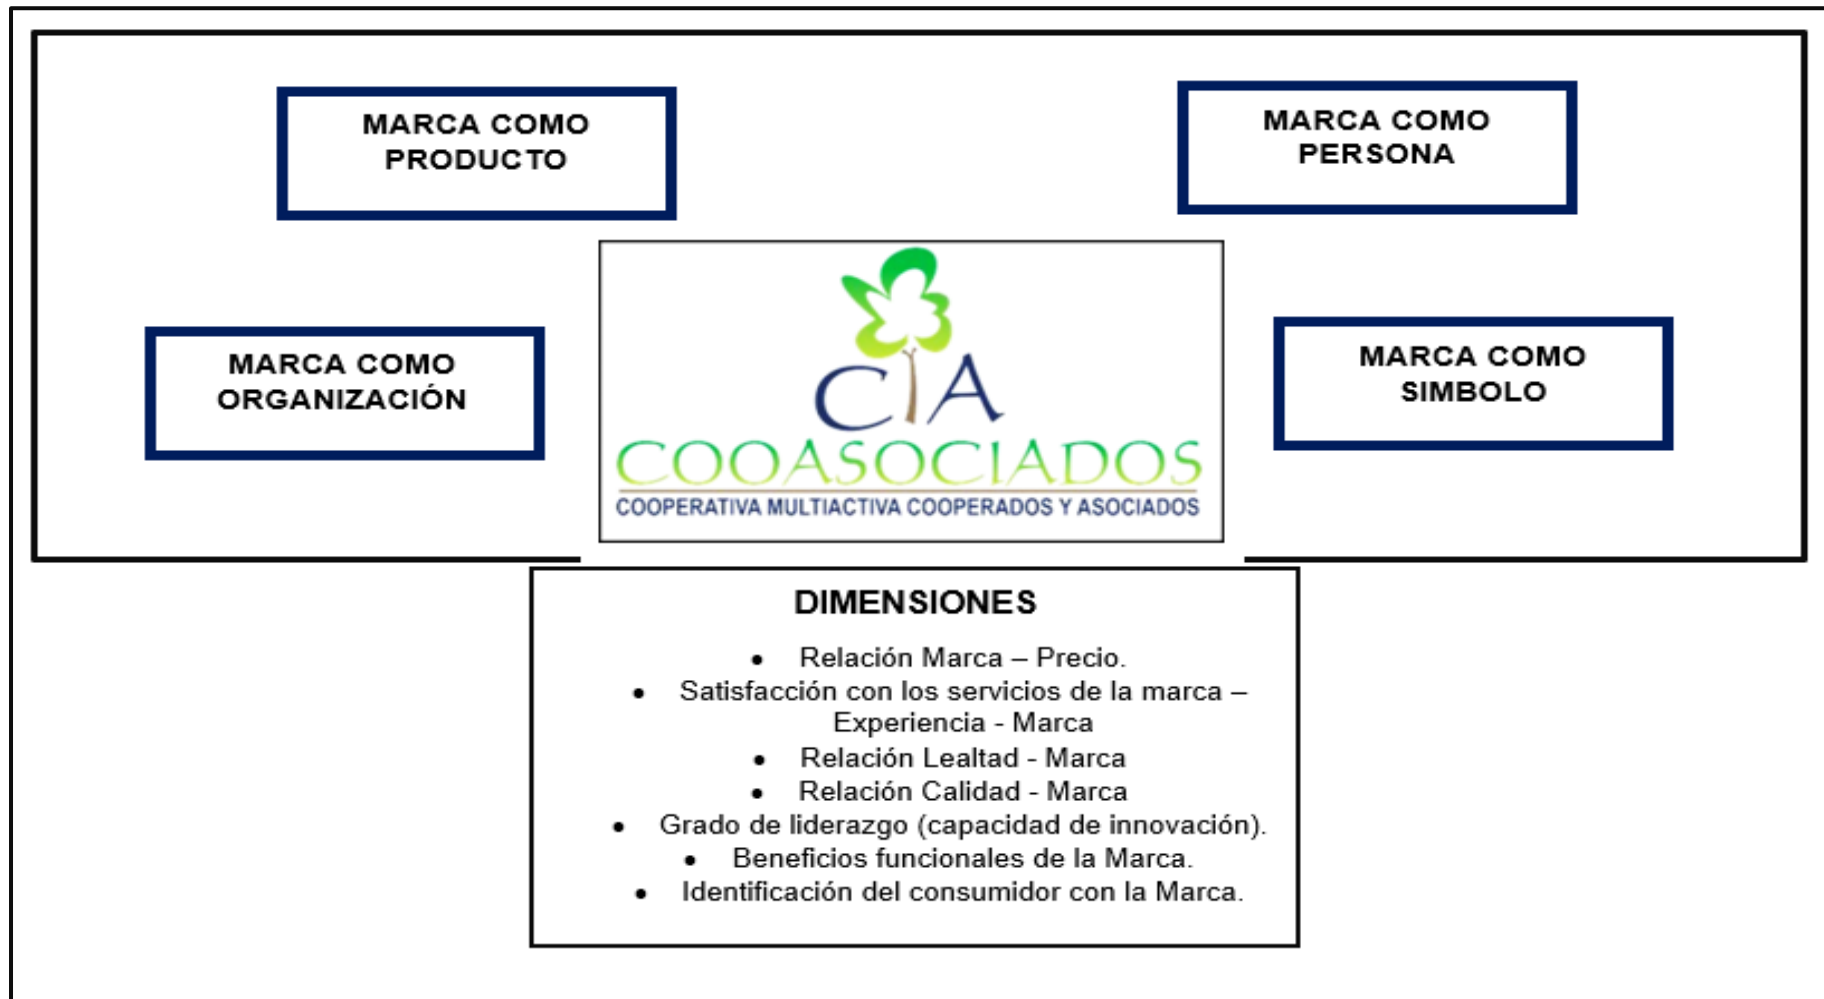 MARCA COMO
PRODUCTO
MARCA COMO
PERSONA
MARCA COMO
ORGANIZACIÓN
MARCA COMO
SIMBOLO
CIA
COOASOCIADOS
COOPERATIVA MULTIACTIVA COOPERADOS Y ASOCIADOS
DIMENSIONES
• Relación Marca – Precio.
• Satisfacción con los servicios de la marca –
Experiencia - Marca
• Relación Lealtad - Marca
• Relación Calidad - Marca
• Grado de liderazgo (capacidad de innovación).
• Beneficios funcionales de la Marca.
• Identificación del consumidor con la Marca.